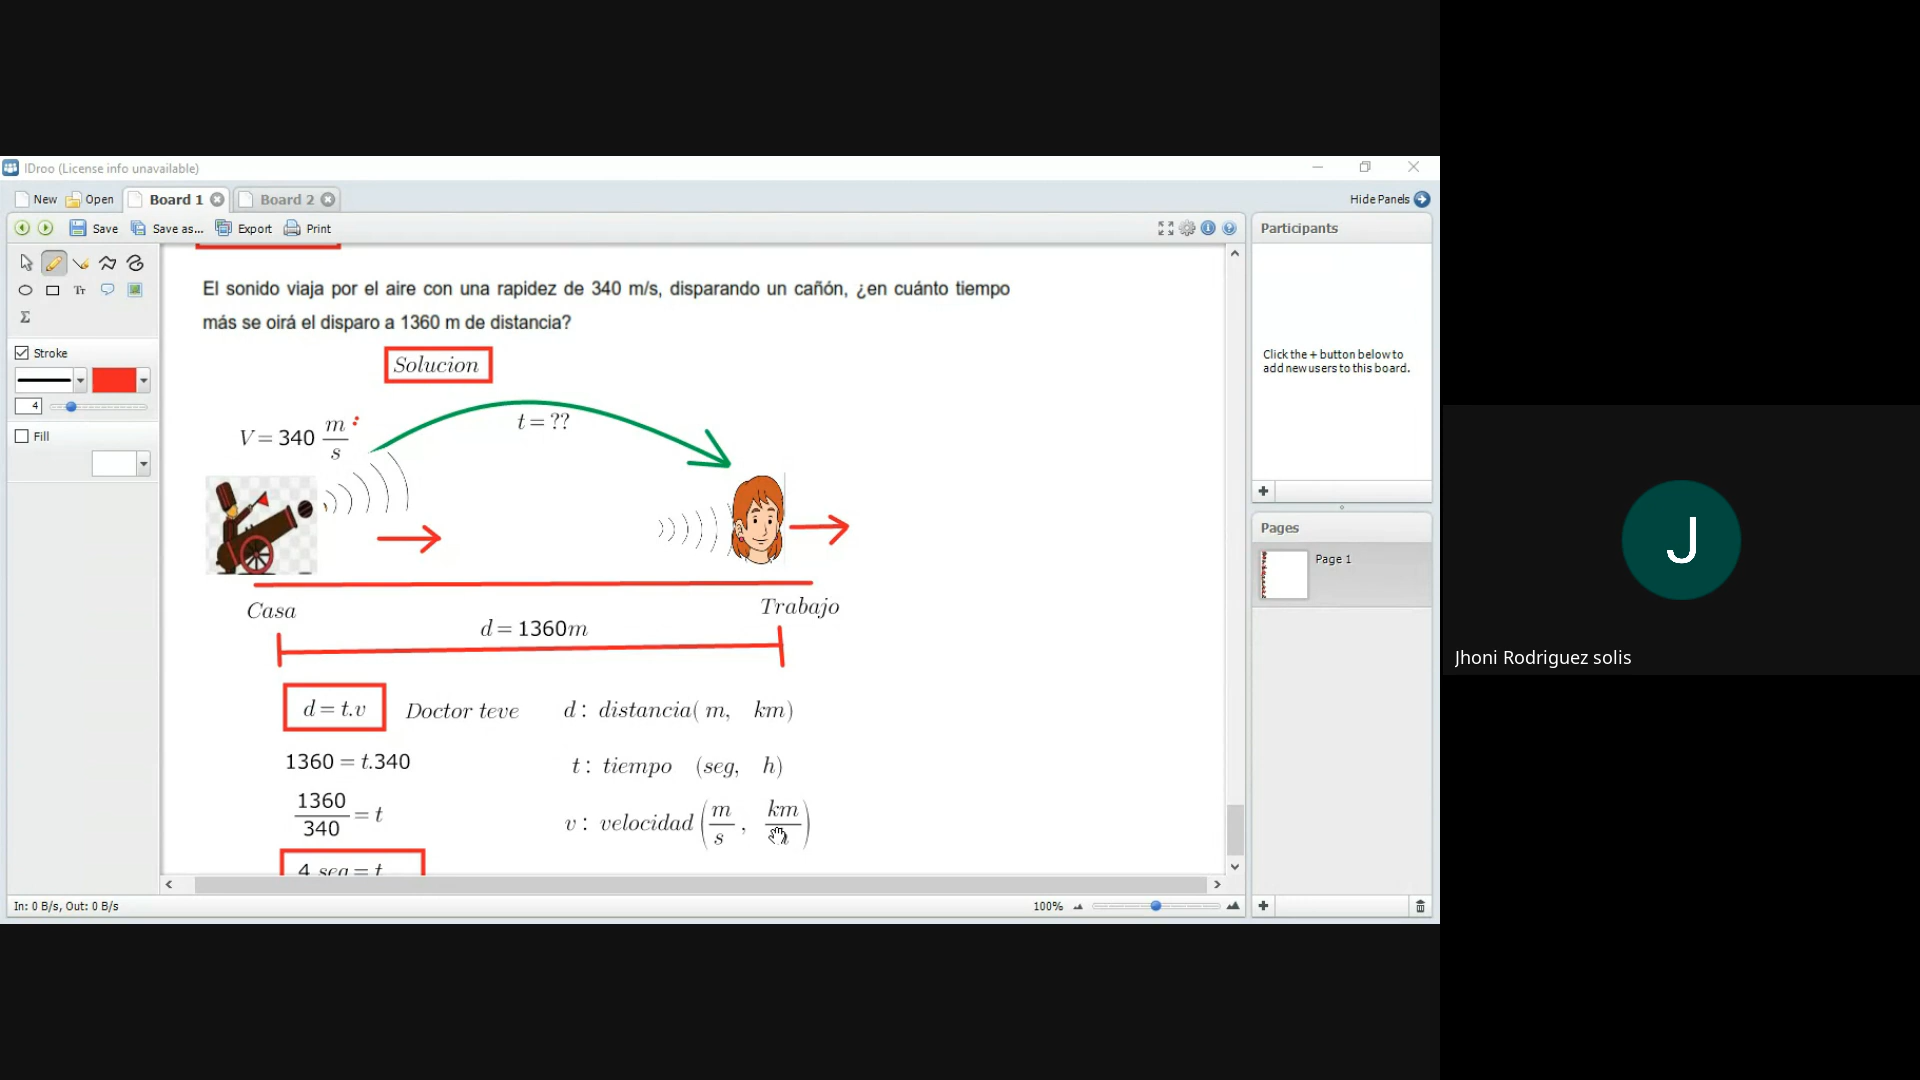 IDroo (License info unavailable)
New Open Board 1 Board 2 Hide Panels
Save Save as... Export Print
Participants
El sonido viaja por el aire con una rapidez de 340 m/s, disparando un cañón, ¿en cuánto tiempo
más se oirá el disparo a 1360 m de distancia?
Solucion
Stroke
4
Fill
t = ??
V = 340 m/s
Casa
Trabajo
d = 1360m
d = t.v Doctor teve d : distancia( m, km)
1360 = t.340
t : tiempo (seg, h)
1360/340 = t
v : velocidad (m/s , km/
4 seg = t
Click the + button below to
add new users to this board.
Pages
Page 1
In: 0 B/s, Out: 0 B/s
100%
J
Jhoni Rodriguez solis